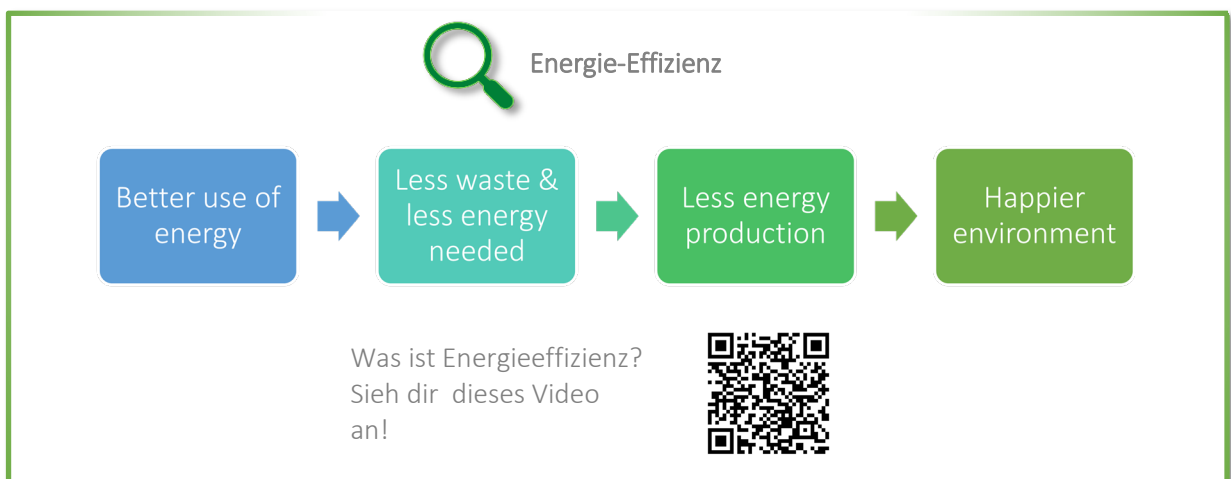 Energie-Effizienz
Better use of
energy
Less waste &
less energy
needed
Less energy
production
Happier
environment
Was ist Energieeffizienz?
Sieh dir  dieses Video
an!